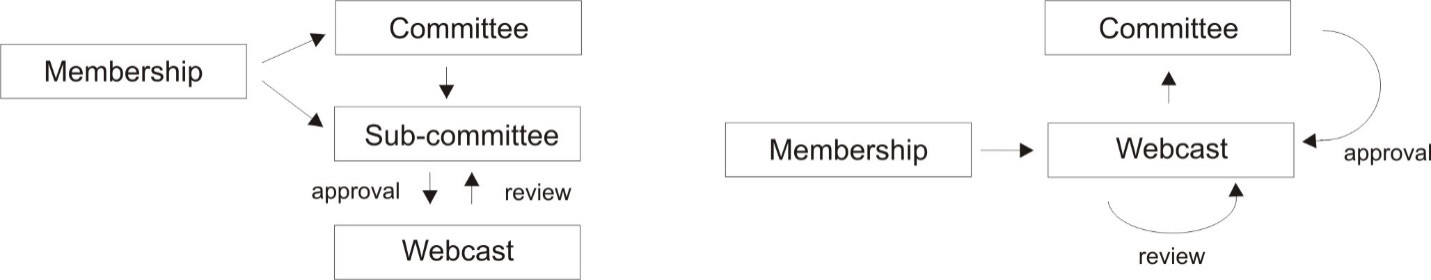 Committee
Membership
Sub-committee
approval
review
Webcast
Committee
Membership
Webcast
approval
review